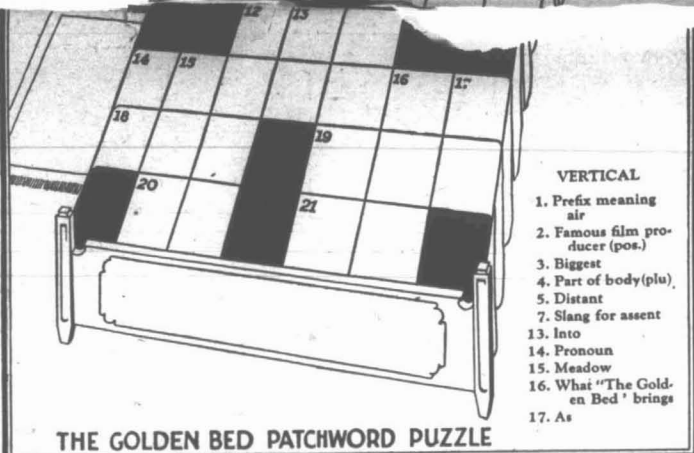 12 13
14 15 16 17
18 19
20 21
VERTICAL
1. Prefix meaning
air
2. Famous film pro-
ducer (pos.)
3. Biggest
4. Part of body(plu)
5. Distant
7. Slang for assent
13. Into
14. Pronoun
15. Meadow
16. What "The Gold-
en Bed' brings
17. As
THE GOLDEN BED PATCHWORD PUZZLE